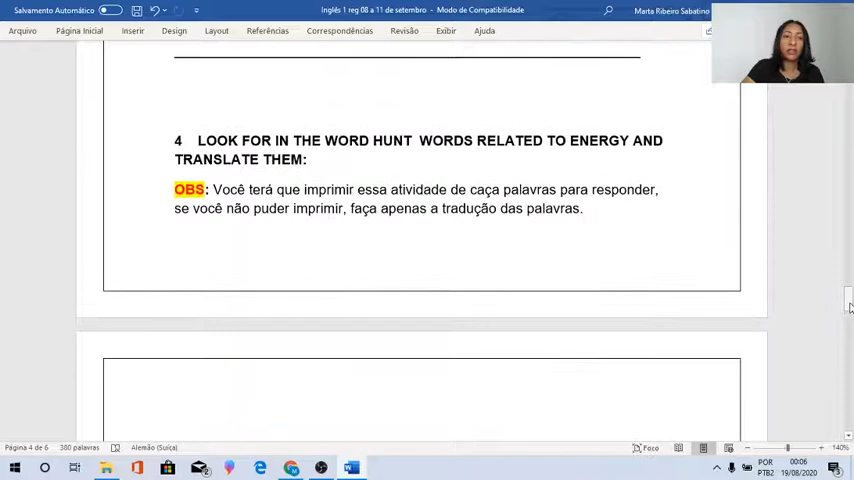 Salvamento Automático
Inglês 1 reg 08 a 11 de setembro - Modo de Compatibilidade
Marta Ribeiro Sabatino
Arquivo Página Inicial Inserir Design Layout Referências Correspondências Revisão Exibir Ajuda
4 LOOK FOR IN THE WORD HUNT WORDS RELATED TO ENERGY AND
TRANSLATE THEM:
OBS: Você terá que imprimir essa atividade de caça palavras para responder,
se você não puder imprimir, faça apenas a tradução das palavras.
Página 4 de 6 380 palavras Alemão (Suíça) Foco 140%
POR 00:06
PTB2 19/08/2020
2
3